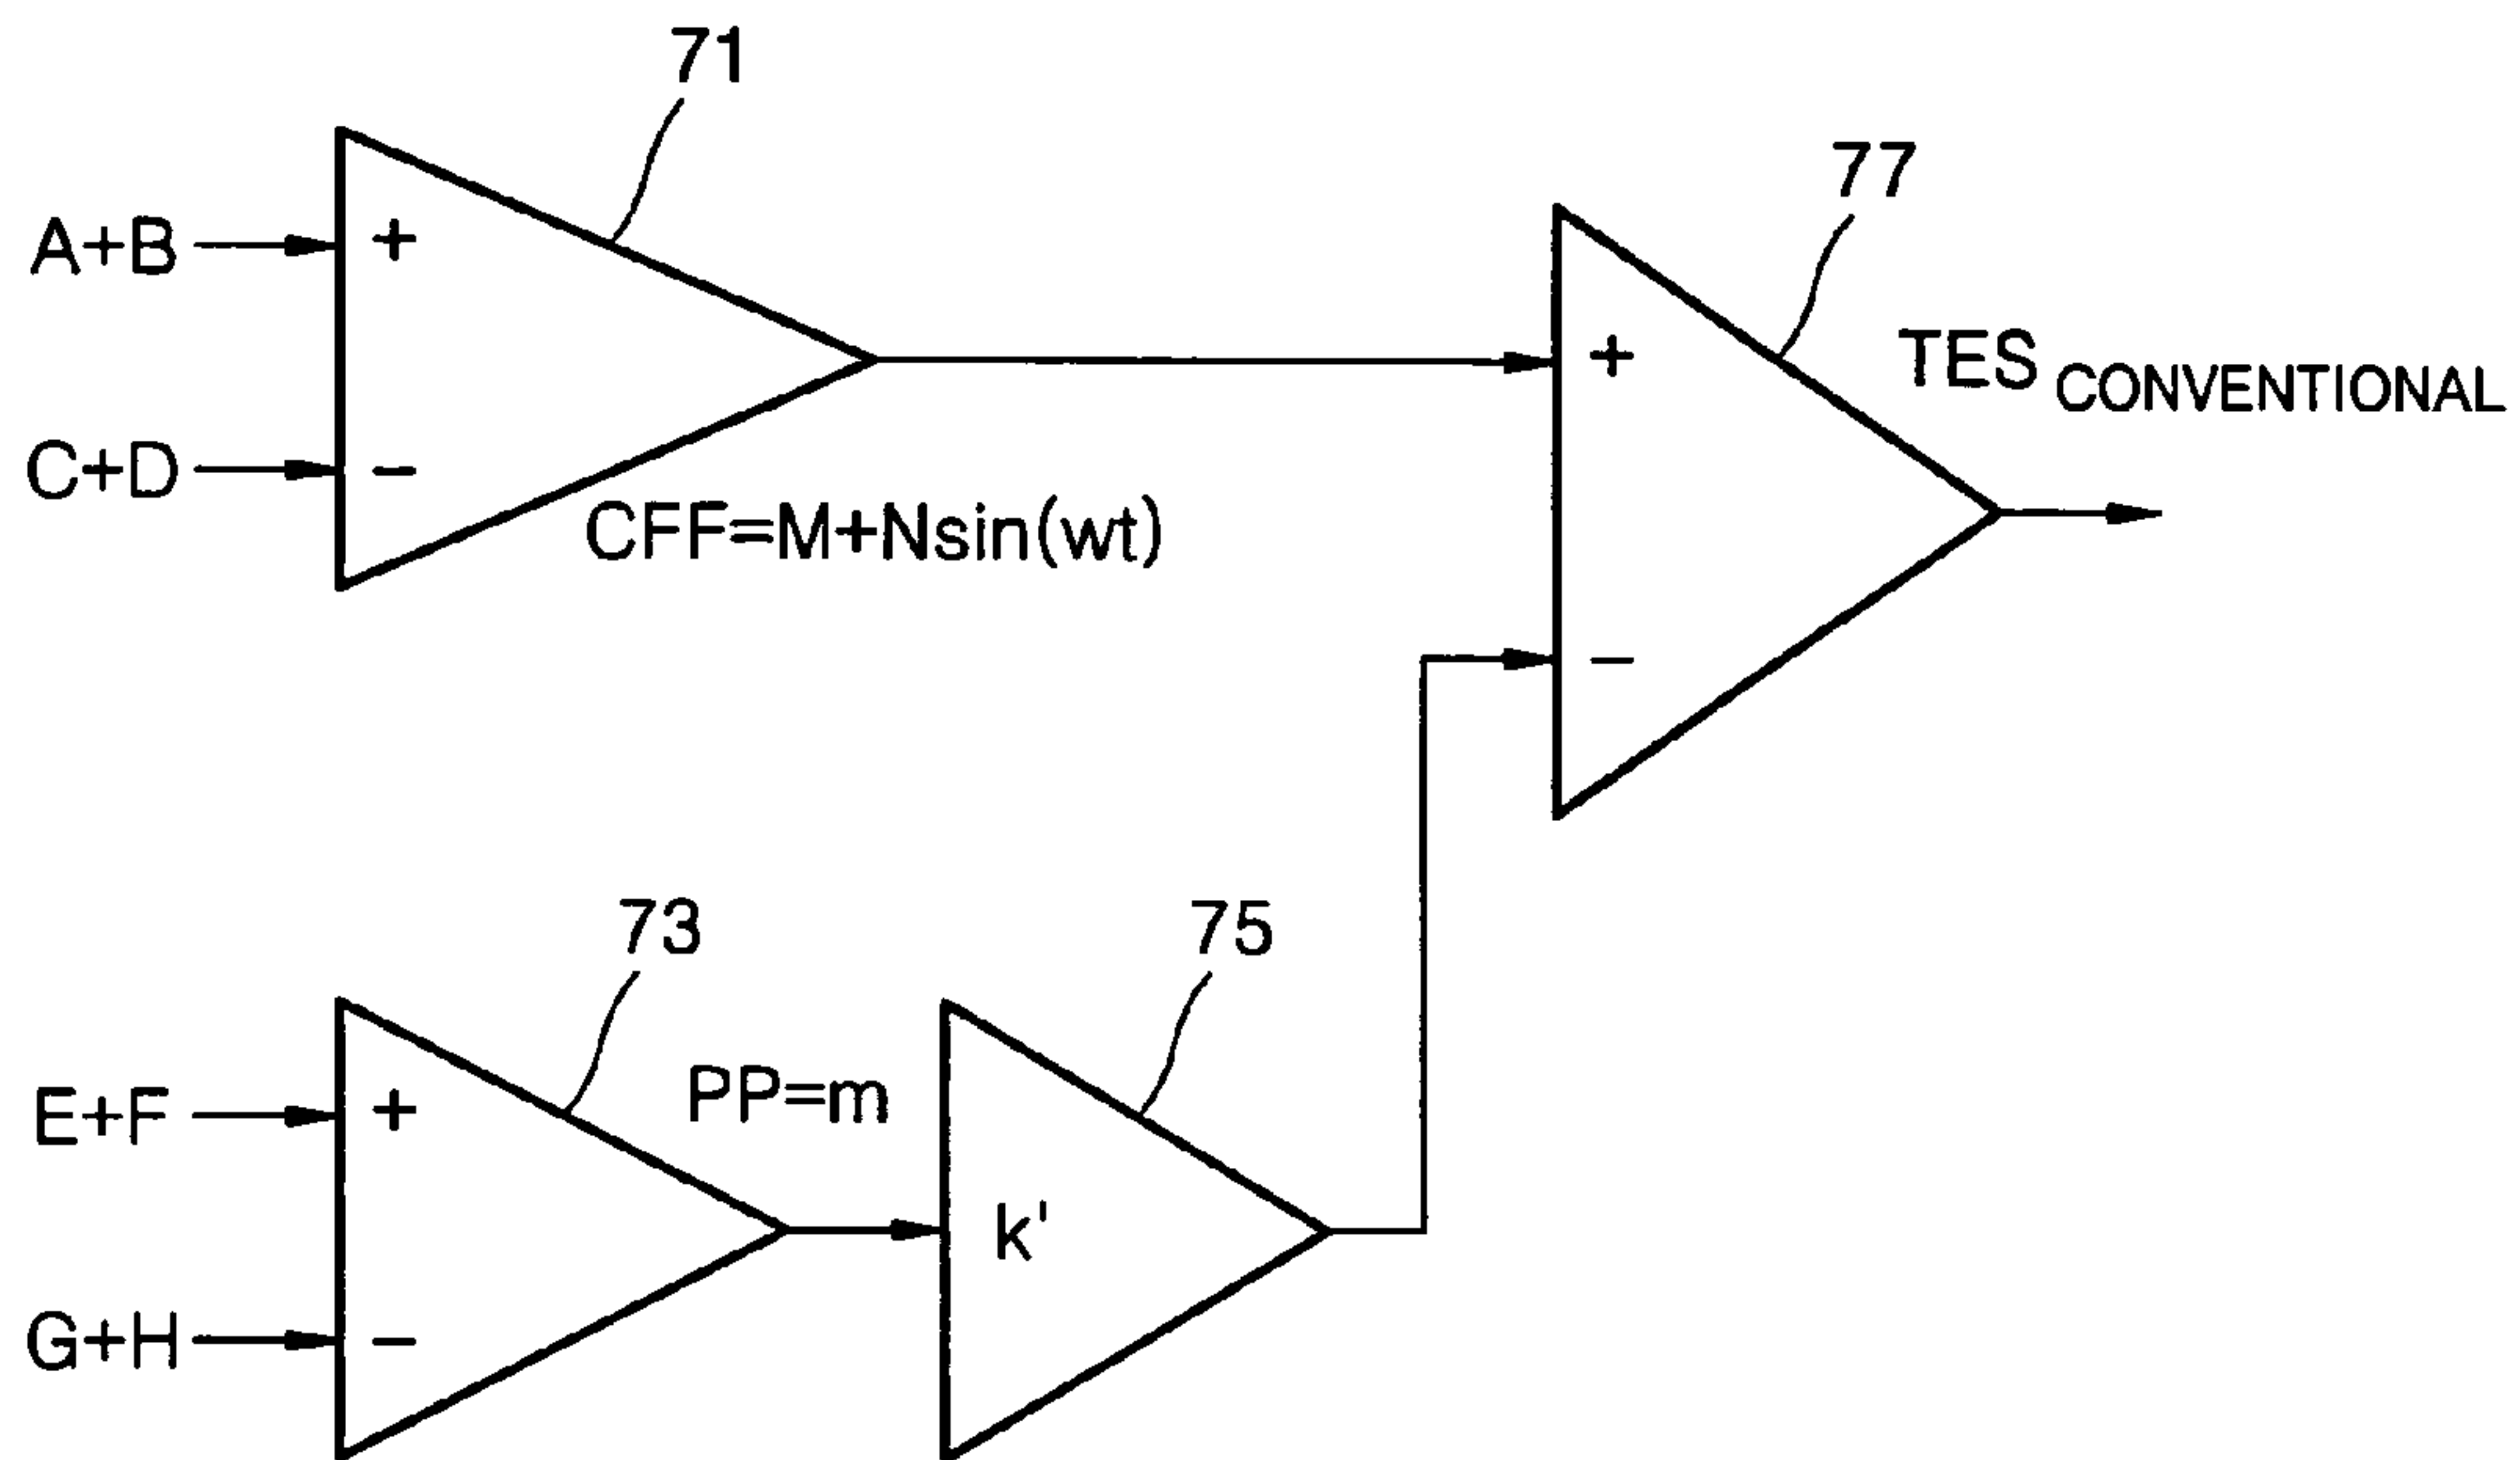 71
77
A+B
+
+
TES CONVENTIONAL
C+D
−
CFF=M+Nsin(wt)
−
73
75
PP=m
E+F
+
k'
G+H
−